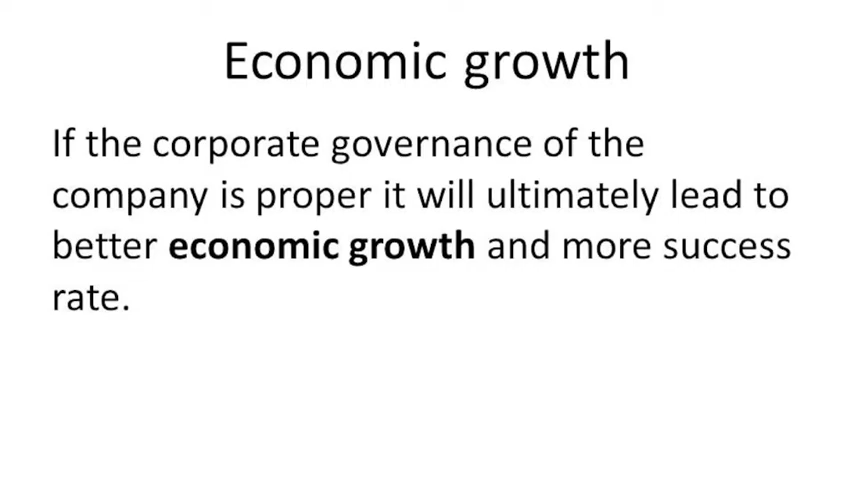 Economic growth
If the corporate governance of the
company is proper it will ultimately lead to
better economic growth and more success
rate.